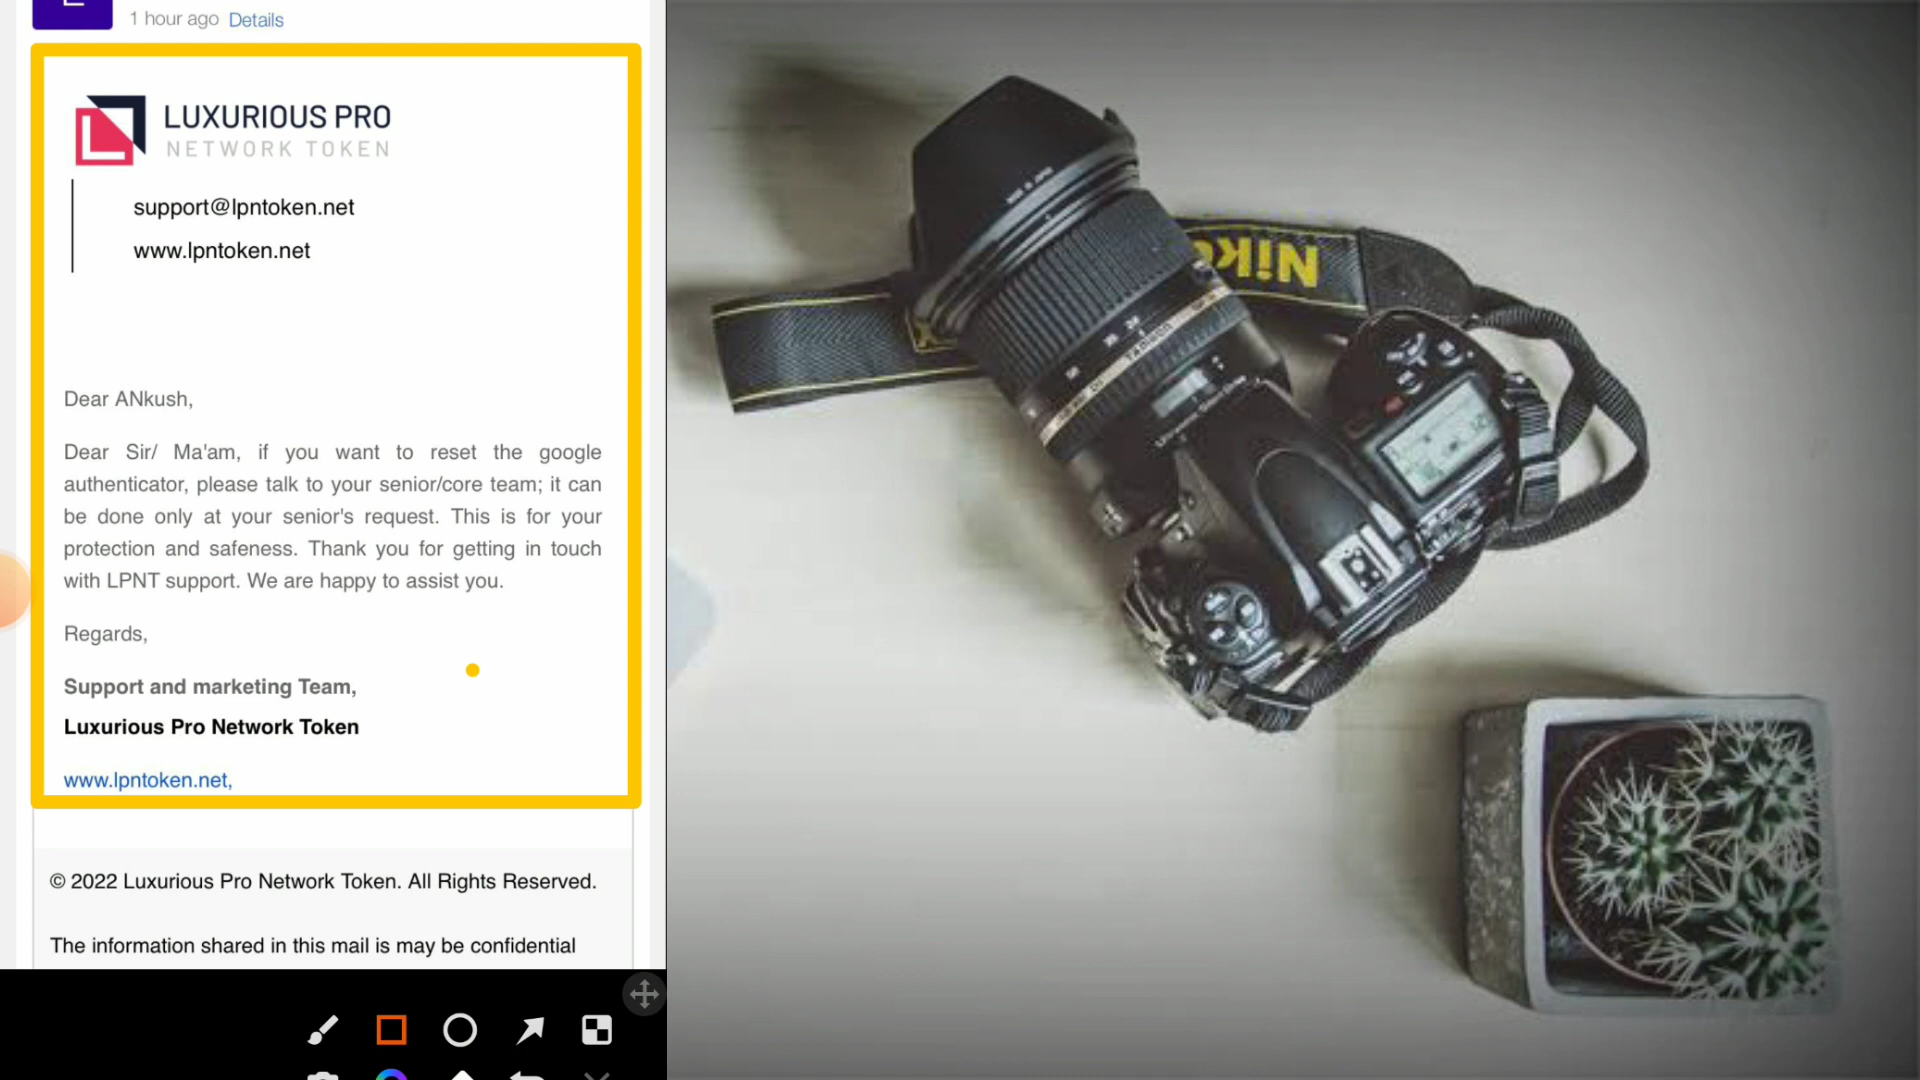 1 hour ago Details
LUXURIOUS PRO
NETWORK TOKEN
support@lpntoken.net
www.lpntoken.net
Dear ANkush,
Dear Sir/ Ma'am, if you want to reset the google
authenticator, please talk to your senior/core team; it can
be done only at your senior's request. This is for your
protection and safeness. Thank you for getting in touch
with LPNT support. We are happy to assist you.
Regards,
Support and marketing Team,
Luxurious Pro Network Token
www.lpntoken.net,
© 2022 Luxurious Pro Network Token. All Rights Reserved.
The information shared in this mail is may be confidential
TAMRON